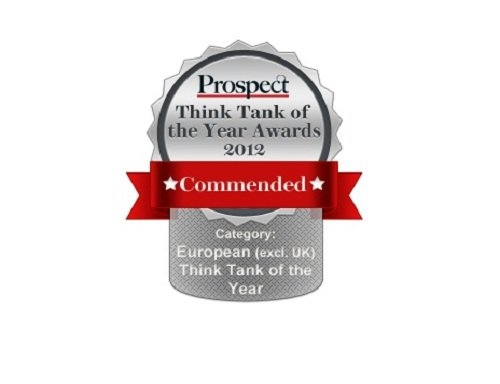 Prospect
Think Tank of
the Year Awards
2012
★Commended★
Category:
European (excl. UK)
Think Tank of the
Year